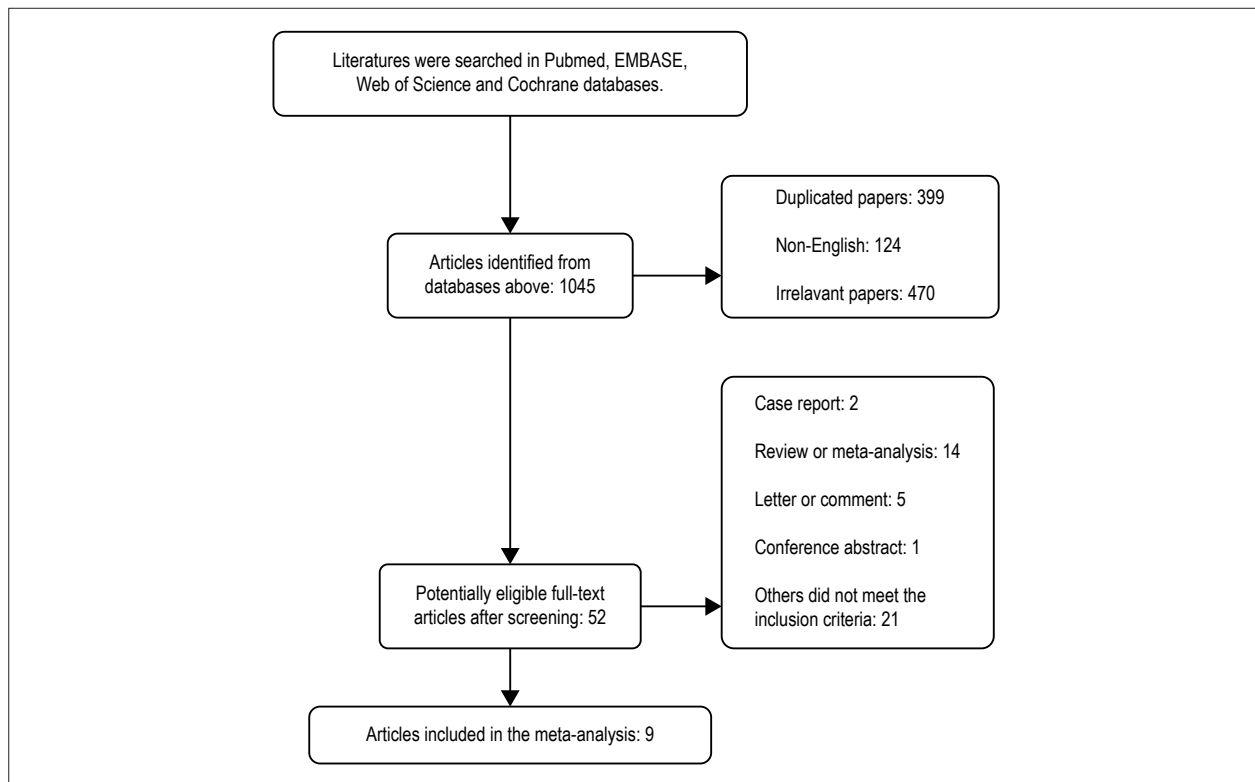 Literatures were searched in Pubmed, EMBASE,
Web of Science and Cochrane databases.
Duplicated papers: 399
Non-English: 124
Irrelavant papers: 470
Articles identified from
databases above: 1045
Case report: 2
Review or meta-analysis: 14
Letter or comment: 5
Conference abstract: 1
Others did not meet the
inclusion criteria: 21
Potentially eligible full-text
articles after screening: 52
Articles included in the meta-analysis: 9